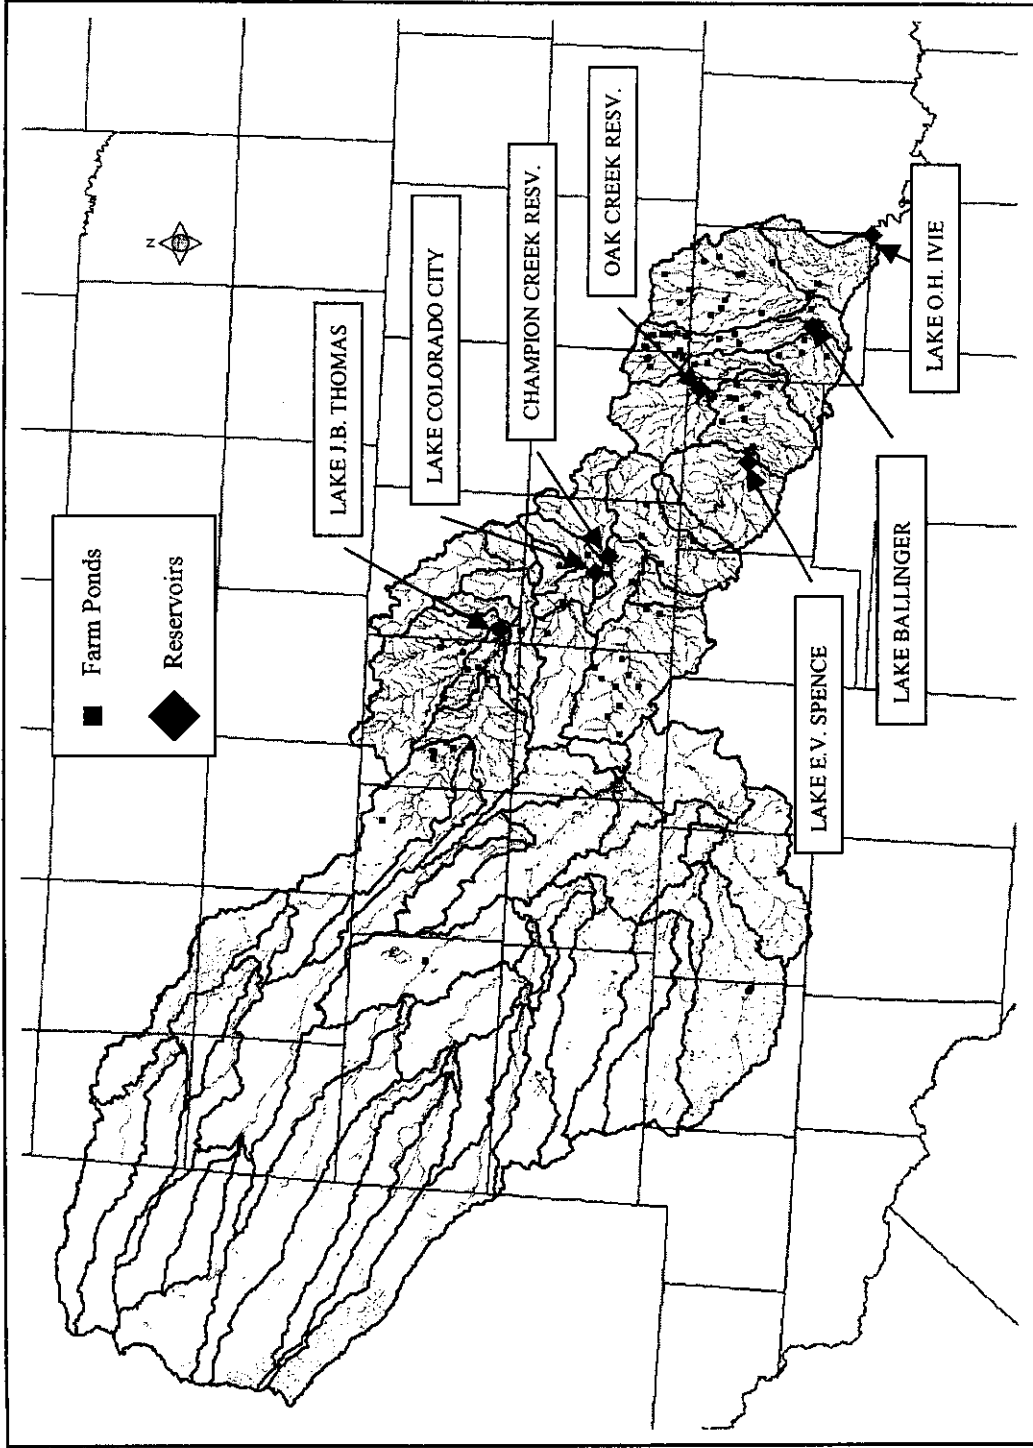 N
Farm Ponds
Reservoirs
LAKE J.B. THOMAS
LAKE COLORADO CITY
CHAMPION CREEK RESV.
OAK CREEK RESV.
LAKE E.V. SPENCE
LAKE BALLINGER
LAKE O.H. IVIE